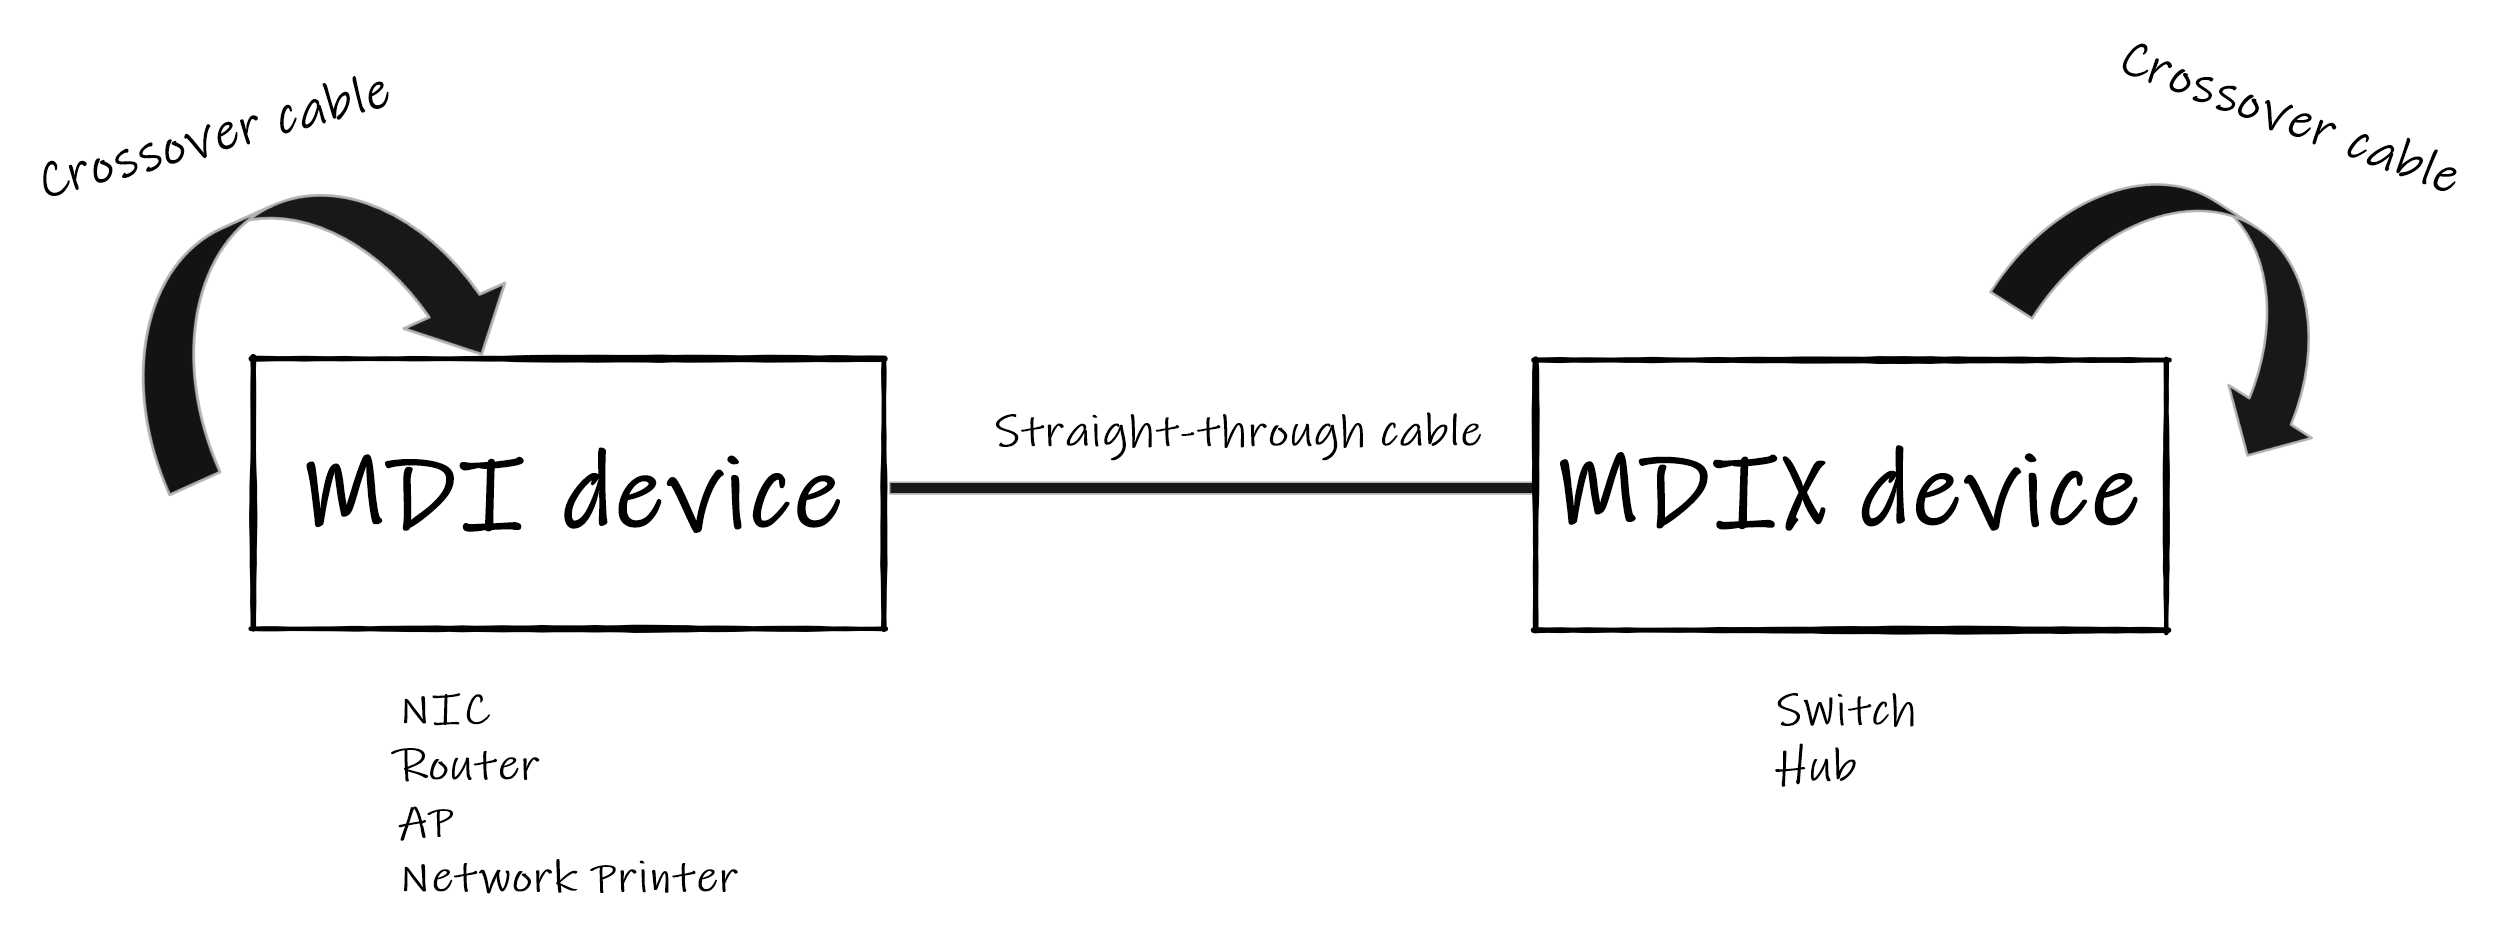 Crossover cable
Crossover cable
Straight-through cable
MDI device
MDIX device
NIC
Router
AP
Network Printer
Switch
Hub